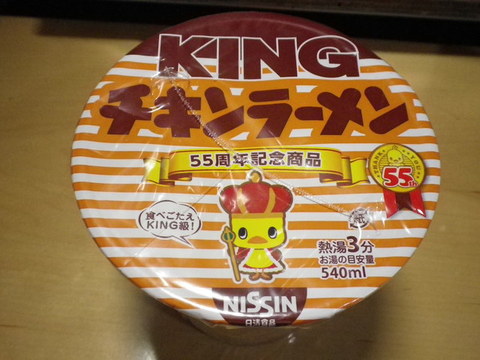 KING
チキンラーメン
55周年記念商品
55th
食べごたえ
KING級!
熱湯3分
お湯の目安量
540ml
NISSIN
日清食品